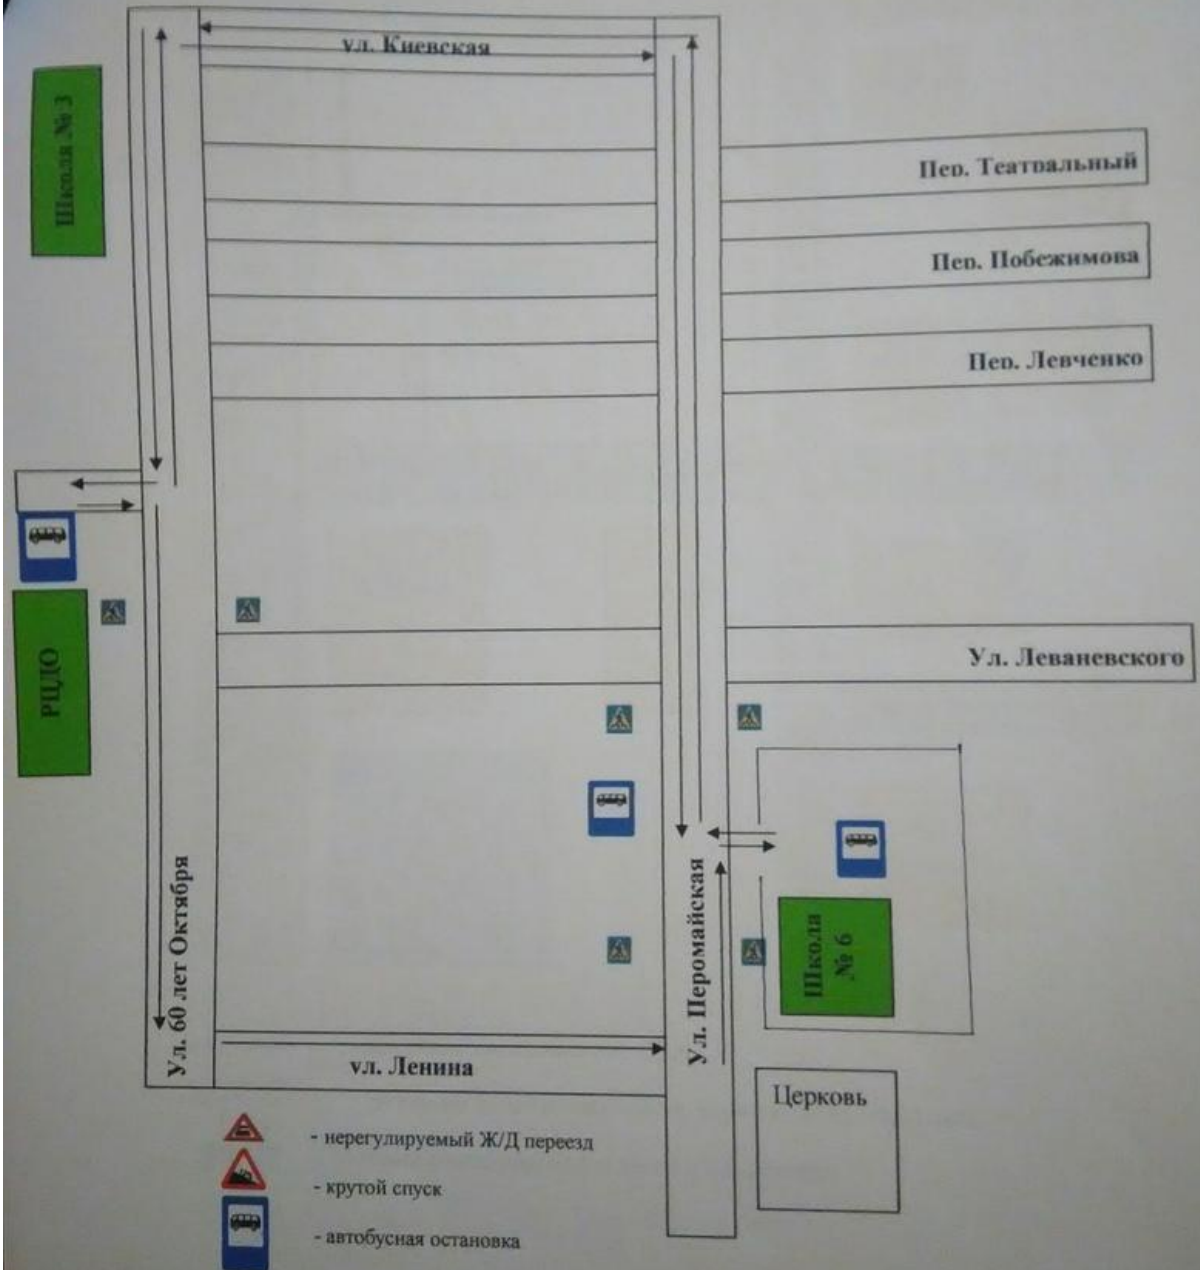 ул. Киевская
Школа № 3
Пер. Театральный
Пер. Побежимова
Пер. Левченко
РЦДО
Ул. Леваневского
Ул. 60 лет Октября
Ул. Перомайская
Школа
№ 6
ул. Ленина
Церковь
- нерегулируемый Ж/Д переезд
- крутой спуск
- автобусная остановка